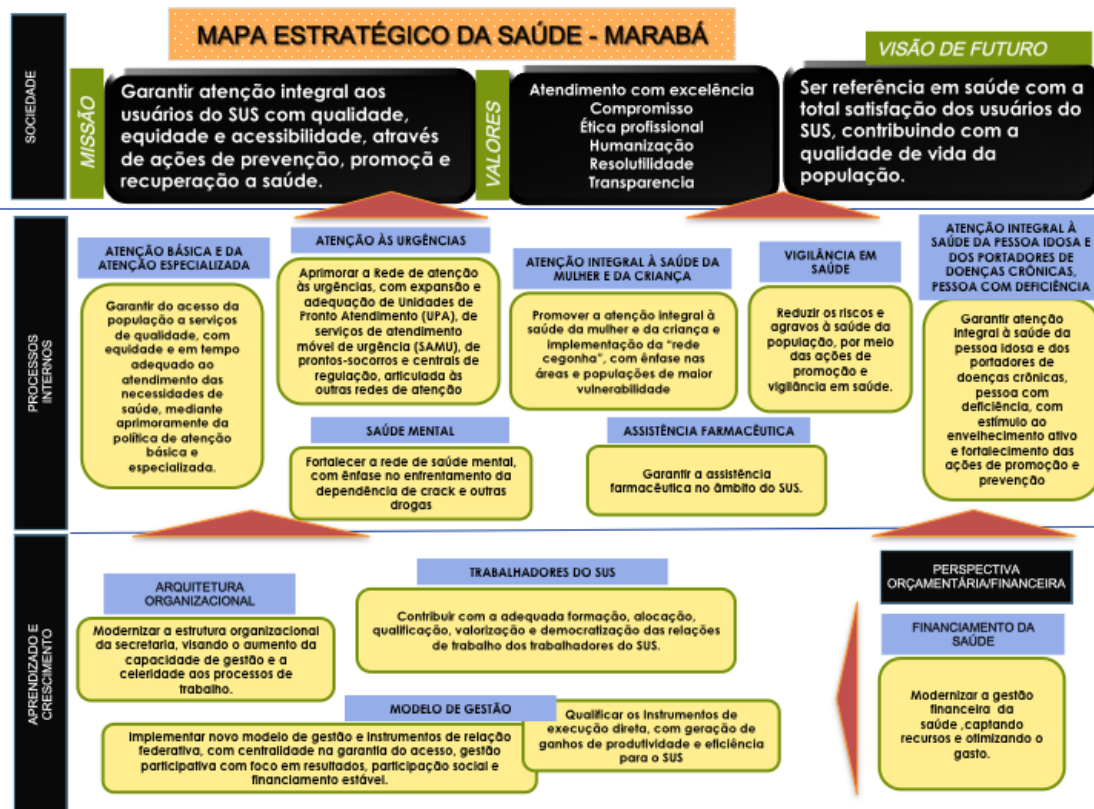 MAPA ESTRATÉGICO DA SAÚDE - MARABÁ
SOCIEDADE
MISSÃO
Garantir atenção integral aos
usuários do SUS com qualidade,
equidade e acessibilidade, através
de ações de prevenção, promoçã e
recuperação a saúde.
VALORES
Atendimento com excelência
Compromisso
Ética profissional
Humanização
Resolutilidade
Transparencia
VISÃO DE FUTURO
Ser referência em saúde com a
total satisfação dos usuários do
SUS, contribuindo com a
qualidade de vida da
população.
PROCESSOS
INTERNOS
ATENÇÃO BÁSICA E DA
ATENÇÃO ESPECIALIZADA
Garantir do acesso da
população a serviços
de qualidade, com
equidade e em tempo
adequado ao
atendimento das
necessidades de
saúde, mediante
aprimoramento da
política de atenção
básica e
especializada.
ATENÇÃO ÀS URGÊNCIAS
Aprimorar a Rede de atenção
às urgências, com expansão e
adequação de Unidades de
Pronto Atendimento (UPA), de
serviços de atendimento
móvel de urgência (SAMU), de
prontos-socorros e centrais de
regulação, articulada às
outras redes de atenção
ATENÇÃO INTEGRAL À SAÚDE DA
MULHER E DA CRIANÇA
Promover a atenção integral à
saúde da mulher e da criança e
implementação da “rede
cegonha”, com ênfase nas
áreas e populações de maior
vulnerabilidade
VIGILÂNCIA EM
SAÚDE
Reduzir os riscos e
agravos à saúde da
população, por meio
das ações de
promoção e
vigilância em saúde.
ATENÇÃO INTEGRAL À
SAÚDE DA PESSOA IDOSA E
DOS PORTADORES DE
DOENÇAS CRÔNICAS,
PESSOA COM DEFICIÊNCIA
Garantir atenção
integral à saúde da
pessoa idosa e dos
portadores de
doenças crônicas,
pessoa com
deficiência, com
estímulo ao
envelhecimento ativo
e fortalecimento das
ações de promoção e
prevenção
SAÚDE MENTAL
Fortalecer a rede de saúde mental,
com ênfase no enfrentamento da
dependência de crack e outras
drogas
ASSISTÊNCIA FARMACÊUTICA
Garantir a assistência
farmacêutica no âmbito do SUS.
APRENDIZADO E
CRESCIMENTO
ARQUITETURA
ORGANIZACIONAL
Modernizar a estrutura organizacional
da secretaria, visando o aumento da
capacidade de gestão e a
celeridade aos processos de
trabalho.
TRABALHADORES DO SUS
Contribuir com a adequada formação, alocação,
qualificação, valorização e democratização das relações
de trabalho dos trabalhadores do SUS.
MODELO DE GESTÃO
Implementar novo modelo de gestão e instrumentos de relação
federativa, com centralidade na garantia do acesso, gestão
participativa com foco em resultados, participação social e
financiamento estável.
Qualificar os instrumentos de
execução direta, com geração de
ganhos de produtividade e eficiência
para o SUS
PERSPECTIVA
ORÇAMENTÁRIA/FINANCEIRA
FINANCIAMENTO DA
SAÚDE
Modernizar a gestão
financeira da
saúde ,captando
recursos e otimizando o
gasto.